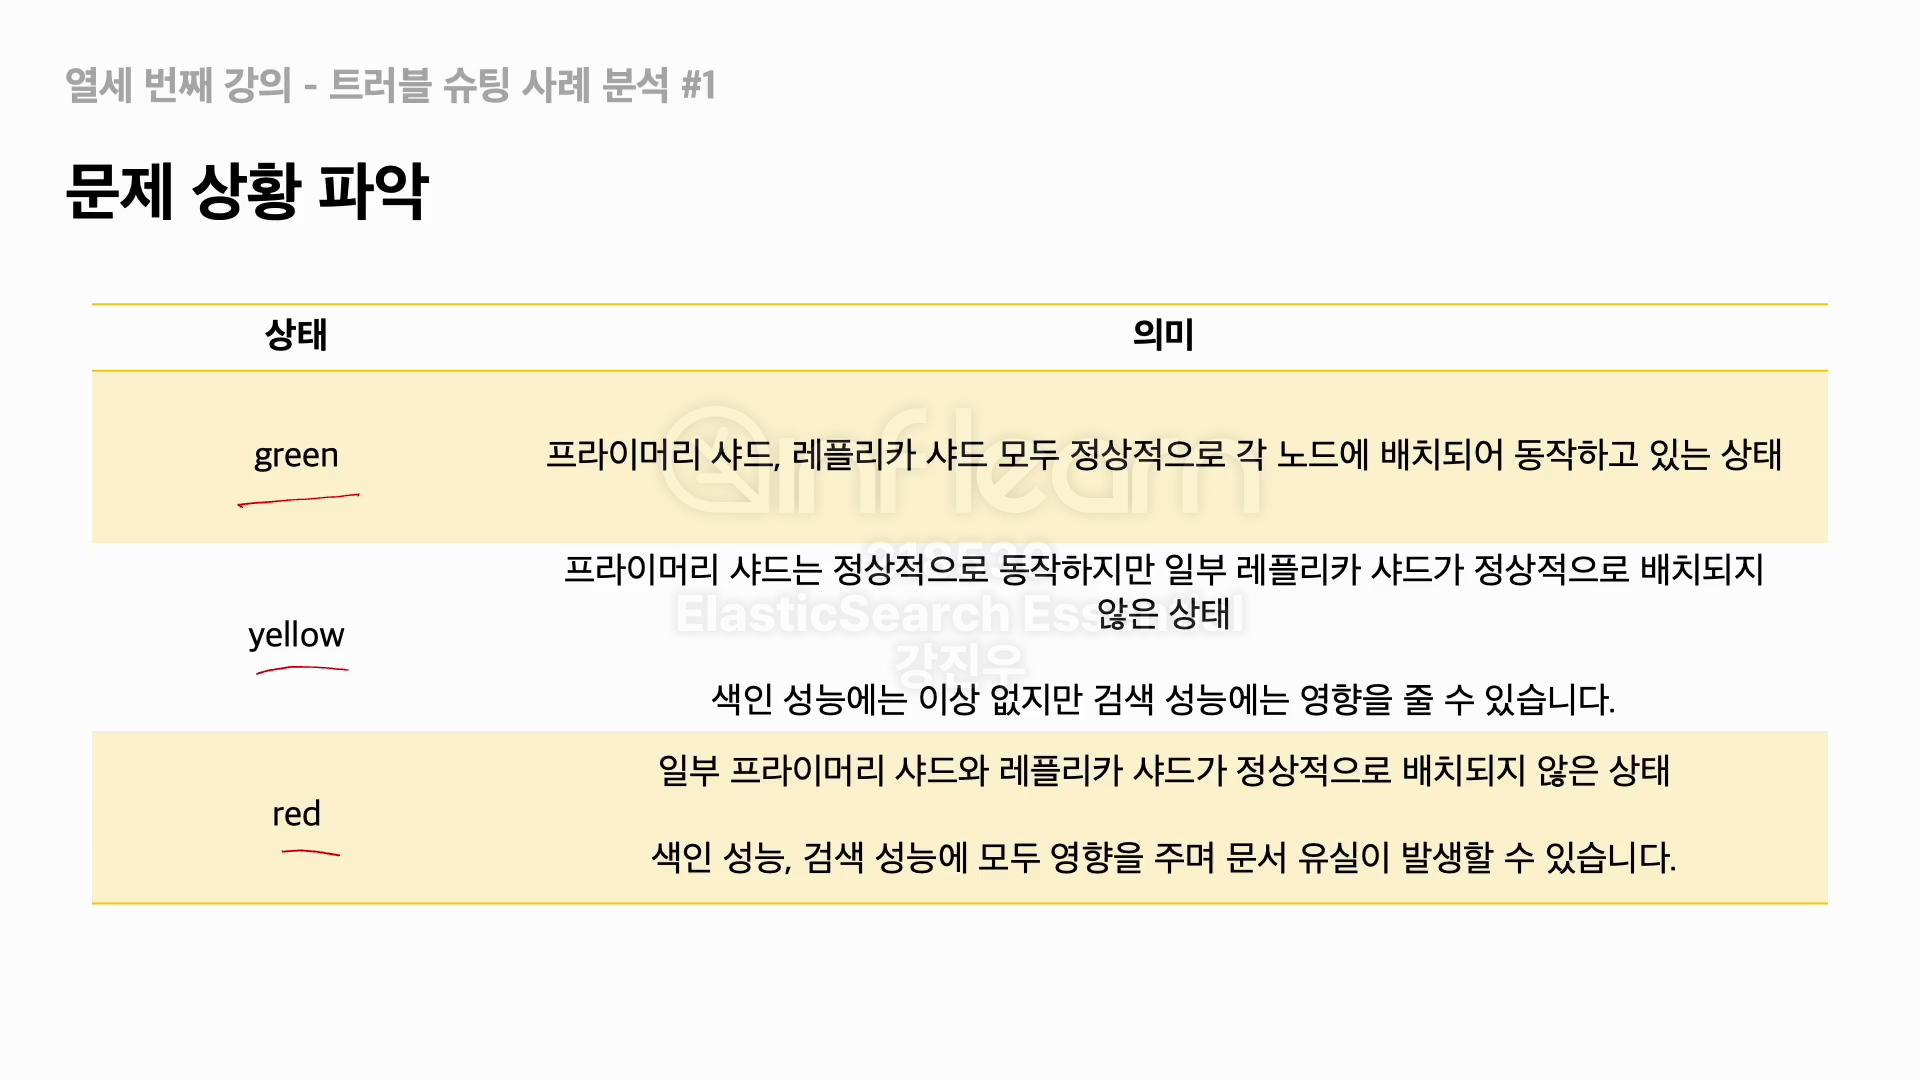 열세 번째 강의 - 트러블 슈팅 사례 분석 #1
문제 상황 파악
상태 의미
green 프라이머리 샤드, 레플리카 샤드 모두 정상적으로 각 노드에 배치되어 동작하고 있는 상태
inflearn
프라이머리 샤드는 정상적으로 동작하지만 일부 레플리카 샤드가 정상적으로 배치되지
않은 상태
ElasticSearch Essential
yellow
강진우
색인 성능에는 이상 없지만 검색 성능에는 영향을 줄 수 있습니다.
일부 프라이머리 샤드와 레플리카 샤드가 정상적으로 배치되지 않은 상태
red
색인 성능, 검색 성능에 모두 영향을 주며 문서 유실이 발생할 수 있습니다.